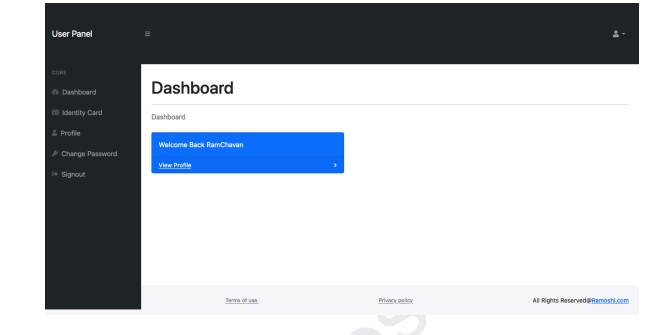 User Panel
CORE
Dashboard
Identity Card
Profile
Change Password
Signout
Dashboard
Dashboard
Welcome Back RamChavan
View Profile
Terms of use.
Privacy policy
All Rights Reserved@Ramoshi.com